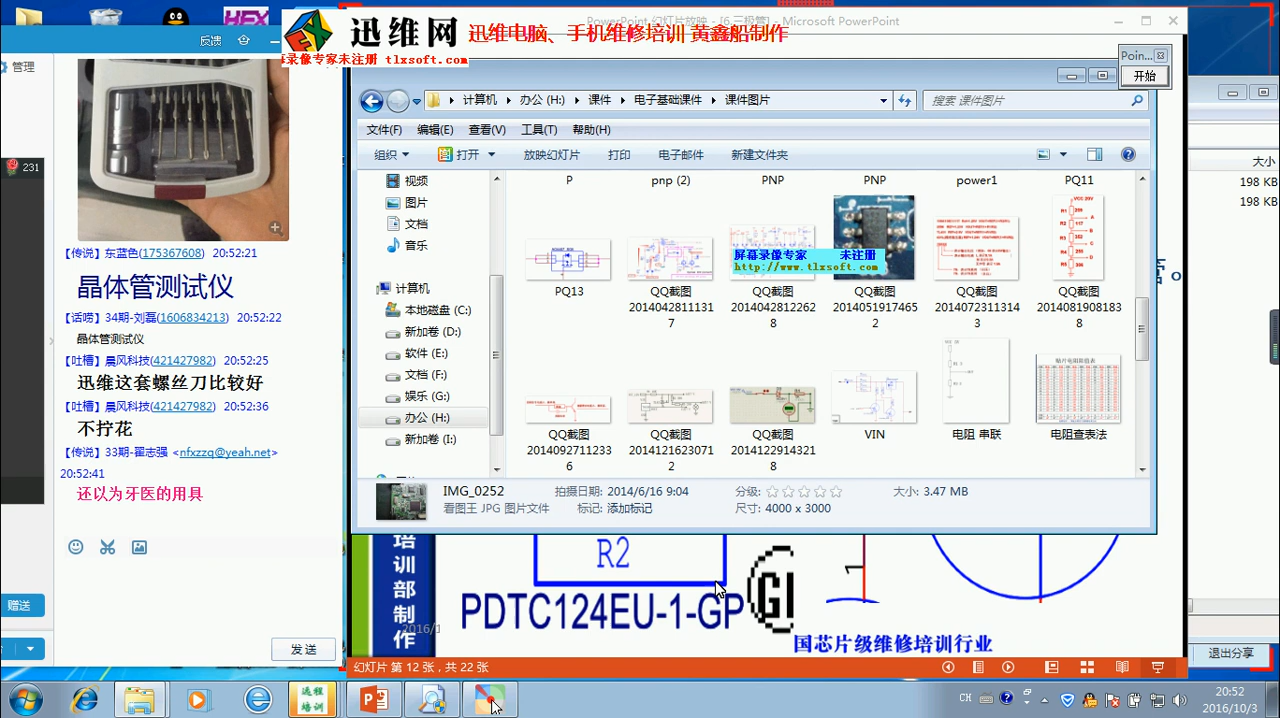 反馈
迅维网 迅维电脑、手机维修培训 黄鑫船制作
PowerPoint 幻灯片放映 - [6.三极管] - Microsoft PowerPoint
屏幕录像专家未注册 tlxsoft.com
管理
231
【传说】东蓝色(175367608) 20:52:21
晶体管测试仪
【话唠】34期-刘磊(1606834213) 20:52:22
晶体管测试仪
【吐槽】晨风科技(421427982) 20:52:25
迅维这套螺丝刀比较好
【吐槽】晨风科技(421427982) 20:52:36
不拧花
【传说】33期-翟志强 <nfxzzq@yeah.net>
20:52:41
还以为牙医的用具
赠送
发送
Poin...
开始
计算机 办公 (H:) 课件 电子基础课件 课件图片
搜索 课件图片
文件(F) 编辑(E) 查看(V) 工具(T) 帮助(H)
组织 打开 放映幻灯片 打印 电子邮件 新建文件夹
视频
图片
文档
音乐
计算机
本地磁盘 (C:)
新加卷 (D:)
软件 (E:)
文档 (F:)
娱乐 (G:)
办公 (H:)
新加卷 (I:)
P pnp (2) PNP PNP power1 PQ11
屏幕录像专家 未注册
http://www.tlxsoft.com
PQ13
QQ截图
20140428111317
QQ截图
20140428122628
QQ截图
20140519174652
QQ截图
20140723113143
QQ截图
20140819081838
QQ截图
20140927112336
QQ截图
20141216230712
QQ截图
20141229143218
VIN
电阻 串联
电阻查表法
IMG_0252 拍摄日期: 2014/6/16 9:04 分级: 大小: 3.47 MB
看图王 JPG 图片文件 标记: 添加标记 尺寸: 4000 x 3000
大小
198 KB
198 KB
培训部制作
R2
PDTC124EU-1-GP
1
国芯片级维修培训行业
幻灯片 第 12 张 , 共 22 张
退出分享
远程
培训
CH
20:52
2016/10/3